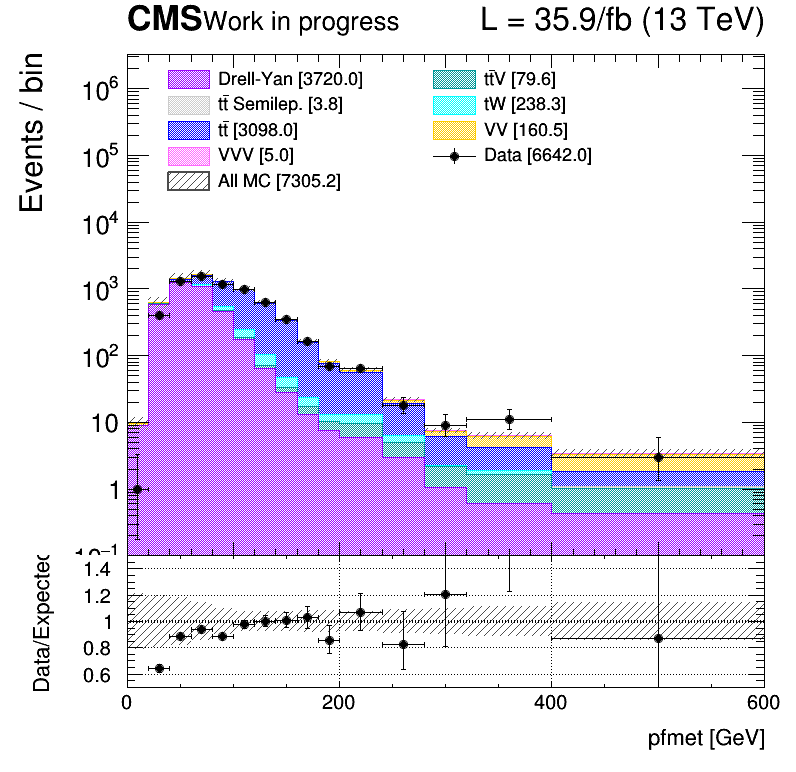 CMS Work in progress L = 35.9/fb (13 TeV)
Events / bin
Drell-Yan [3720.0] tt̄V [79.6]
tt̄ Semilep. [3.8] tW [238.3]
tt̄ [3098.0] VV [160.5]
VVV [5.0] Data [6642.0]
All MC [7305.2]
10⁶
10⁵
10⁴
10³
10²
10
1
10⁻¹
Data/Expected
1.4
1.2
1
0.8
0.6
0 200 400 600
pfmet [GeV]